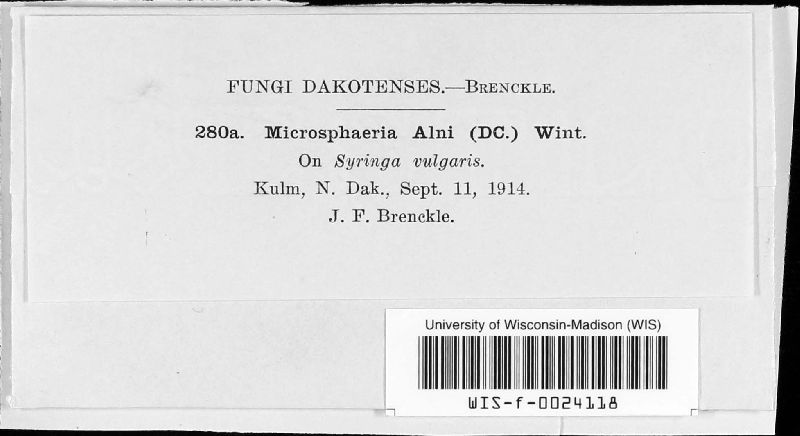 FUNGI DAKOTENSES.—BRENCKLE.
280a. Microsphaeria Alni (DC.) Wint.
On Syringa vulgaris.
Kulm, N. Dak., Sept. 11, 1914.
J. F. Brenckle.
University of Wisconsin-Madison (WIS)
WIS-f-0024118